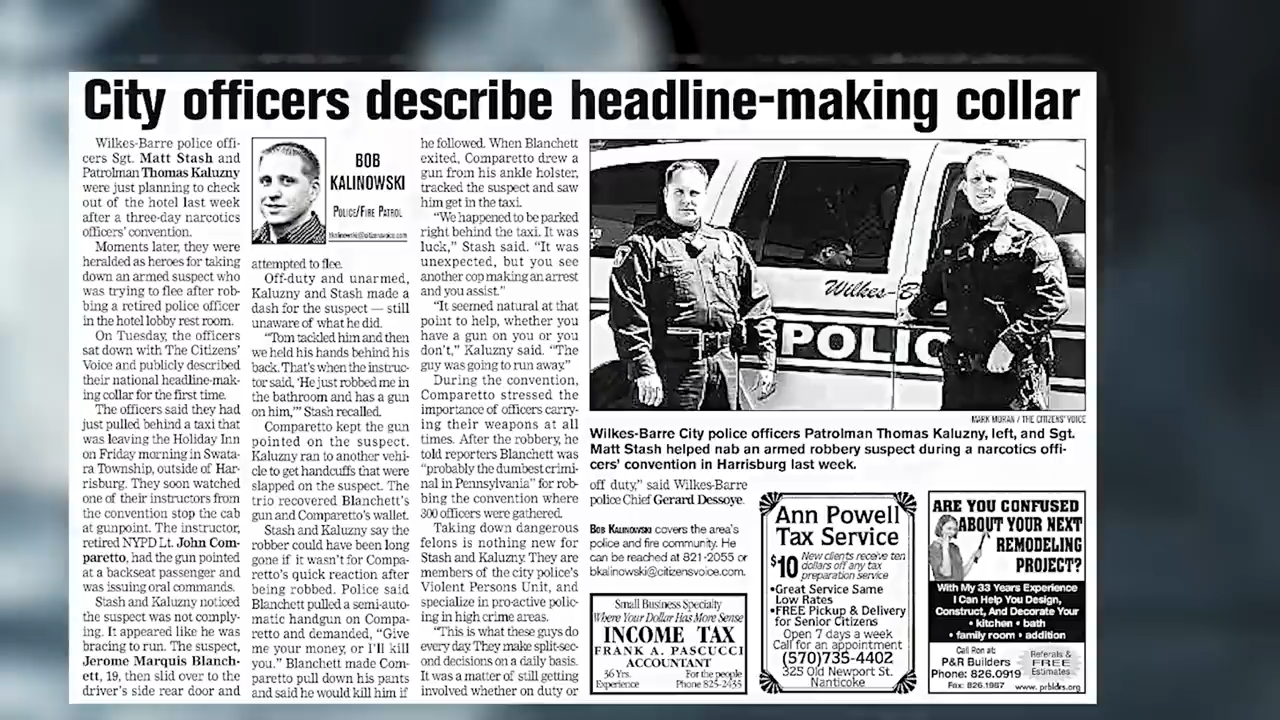 City officers describe headline-making collar
Wilkes-Barre police offi-
cers Sgt. Matt Stash and
Patrolman Thomas Kaluzny
were just planning to check
out of the hotel last week
after a three-day narcotics
officers' convention.
Moments later, they were
heralded as heroes for taking
down an armed suspect who
was trying to flee after rob-
bing a retired police officer
in the hotel lobby rest room.
On Tuesday, the officers
sat down with The Citizens'
Voice and publicly described
their national headline-mak-
ing collar for the first time.
The officers said they had
just pulled behind a taxi that
was leaving the Holiday Inn
on Friday morning in Swata-
ra Township, outside of Har-
risburg. They soon watched
one of their instructors from
the convention stop the cab
at gunpoint. The instructor,
retired NYPD Lt. John Com-
paretto, had the gun pointed
at a backseat passenger and
was issuing oral commands.
Stash and Kaluzny noticed
the suspect was not comply-
ing. It appeared like he was
bracing to run. The suspect,
Jerome Marquis Blanch-
ett, 19, then slid over to the
driver's side rear door and
BOB
KALINOWSKI
POLICE/FIRE PATROL
bkalinowski@citizensvoice.com
attempted to flee.
Off-duty and unarmed,
Kaluzny and Stash made a
dash for the suspect — still
unaware of what he did.
"Tom tackled him and then
we held his hands behind his
back. That's when the instruc-
tor said, 'He just robbed me in
the bathroom and has a gun
on him,'" Stash recalled.
Comparetto kept the gun
pointed on the suspect.
Kaluzny ran to another vehi-
cle to get handcuffs that were
slapped on the suspect. The
trio recovered Blanchett's
gun and Comparetto's wallet.
Stash and Kaluzny say the
robber could have been long
gone if it wasn't for Compa-
retto's quick reaction after
being robbed. Police said
Blanchett pulled a semi-auto-
matic handgun on Compa-
retto and demanded, "Give
me your money, or I'll kill
you." Blanchett made Com-
paretto pull down his pants
and said he would kill him if
he followed. When Blanchett
exited, Comparetto drew a
gun from his ankle holster,
tracked the suspect and saw
him get in the taxi.
"We happened to be parked
right behind the taxi. It was
luck," Stash said. "It was
unexpected, but you see
another cop making an arrest
and you assist."
"It seemed natural at that
point to help, whether you
have a gun on you or you
don't," Kaluzny said. "The
guy was going to run away."
During the convention,
Comparetto stressed the
importance of officers carry-
ing their weapons at all
times. After the robbery, he
told reporters Blanchett was
"probably the dumbest crimi-
nal in Pennsylvania" for rob-
bing the convention where
300 officers were gathered.
Taking down dangerous
felons is nothing new for
Stash and Kaluzny. They are
members of the city police's
Violent Persons Unit, and
specialize in pro-active polic-
ing in high crime areas.
"This is what these guys do
every day. They make split-sec-
ond decisions on a daily basis.
It was a matter of still getting
involved whether on duty or
Wilkes-B
POLIC
MARK MORAN / THE CITIZENS' VOICE
Wilkes-Barre City police officers Patrolman Thomas Kaluzny, left, and Sgt.
Matt Stash helped nab an armed robbery suspect during a narcotics offi-
cers' convention in Harrisburg last week.
off duty," said Wilkes-Barre
police Chief Gerard Dessoye.
BOB KALINOWSKI covers the area's
police and fire community. He
can be reached at 821-2055 or
bkalinowski@citizensvoice.com.
Small Business Specialty
Where Your Dollar Has More Sense
INCOME TAX
FRANK A. PASCUCCI
ACCOUNTANT
36 Yrs. For the people
Experience Phone 825-2435
Ann Powell
Tax Service
$10 New clients receive ten
dollars off any tax
preparation service
•Great Service Same
Low Rates
•FREE Pickup & Delivery
for Senior Citizens
Open 7 days a week
Call for an appointment
(570)735-4402
325 Old Newport St.
Nanticoke
ARE YOU CONFUSED
ABOUT YOUR NEXT
REMODELING
PROJECT?
With My 33 Years Experience
I Can Help You Design,
Construct, And Decorate Your
• kitchen • bath
• family room • addition
Call Ron at:
P&R Builders
Phone: 826.0919
Fax: 826.1967
Referals &
FREE
Estimates
www.prbldrs.org